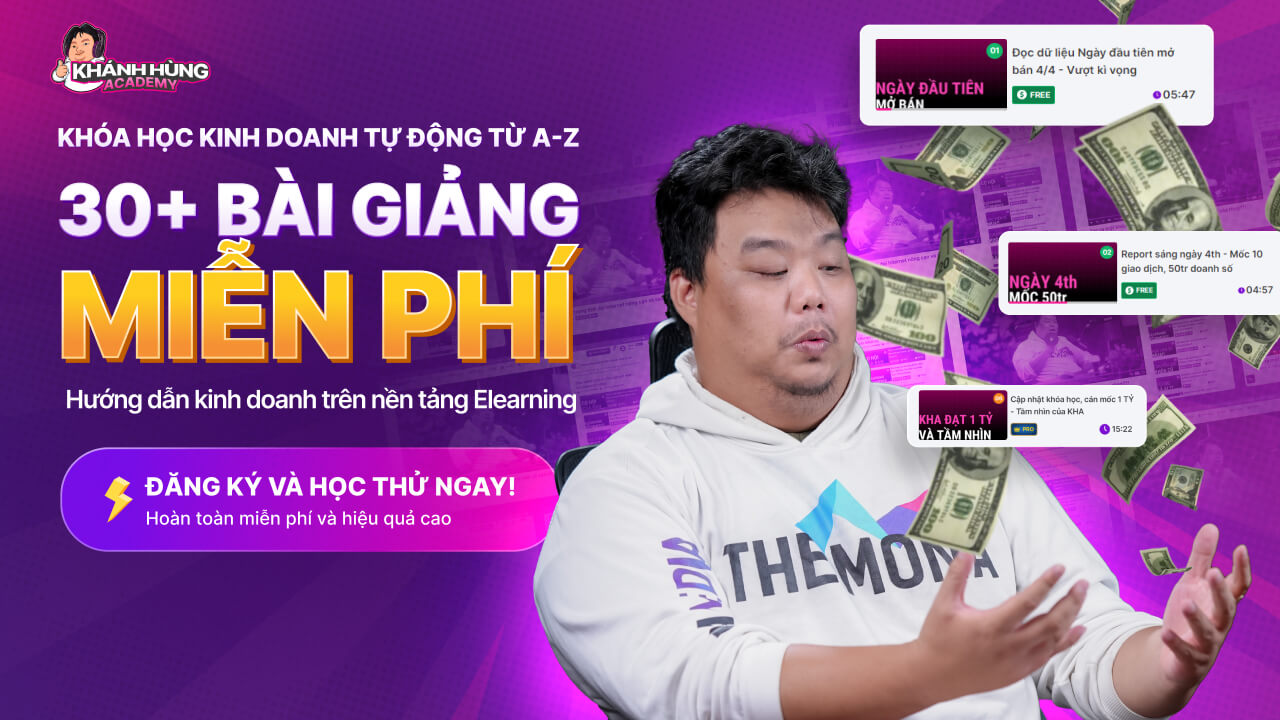 KHÁNH HÙNG
ACADEMY
KHÓA HỌC KINH DOANH TỰ ĐỘNG TỪ A-Z
30+ BÀI GIẢNG
MIỄN PHÍ
Hướng dẫn kinh doanh trên nền tảng Elearning
ĐĂNG KÝ VÀ HỌC THỬ NGAY!
Hoàn toàn miễn phí và hiệu quả cao
NGÀY ĐẦU TIÊN
MỞ BÁN
01
Đọc dữ liệu Ngày đầu tiên mở
bán 4/4 - Vượt kì vọng
FREE
05:47
NGÀY 4th
MỐC 50tr
02
Report sáng ngày 4th - Mốc 10
giao dịch, 50tr doanh số
FREE
04:57
KHA ĐẠT 1 TỶ
VÀ TẦM NHÌN
Cập nhật khóa học, cán mốc 1 TỶ
- Tầm nhìn của KHA
PRO
15:22
THEMONA